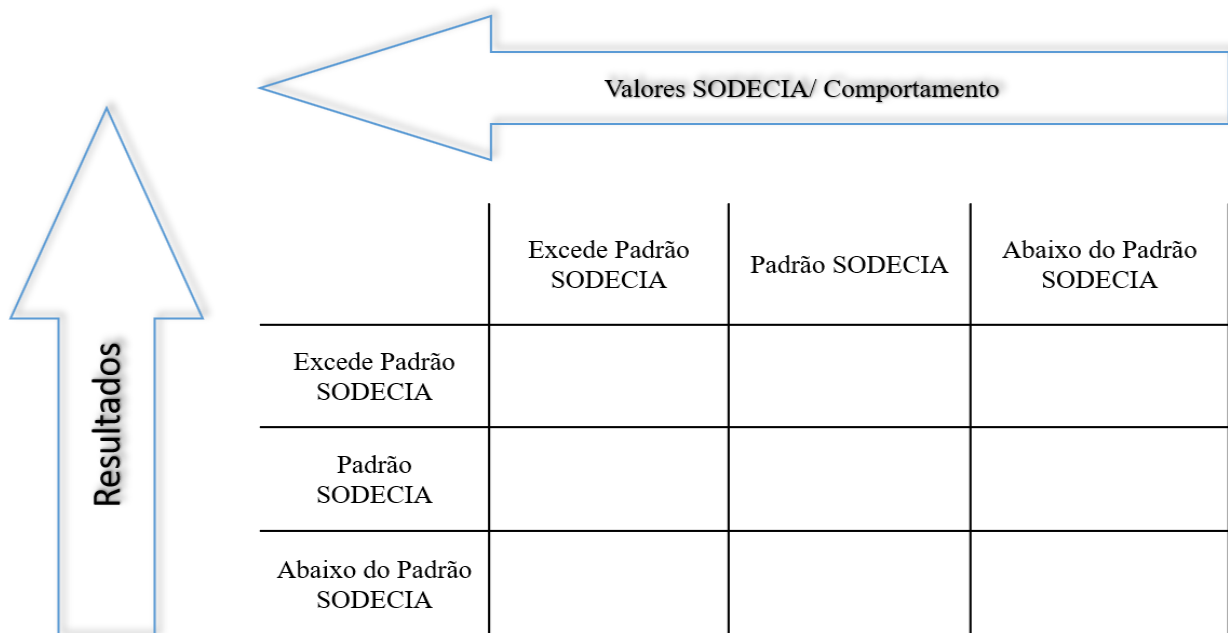 Valores SODECIA/ Comportamento
Resultados
Excede Padrão
SODECIA
Padrão SODECIA
Abaixo do Padrão
SODECIA
Excede Padrão
SODECIA
Padrão
SODECIA
Abaixo do Padrão
SODECIA